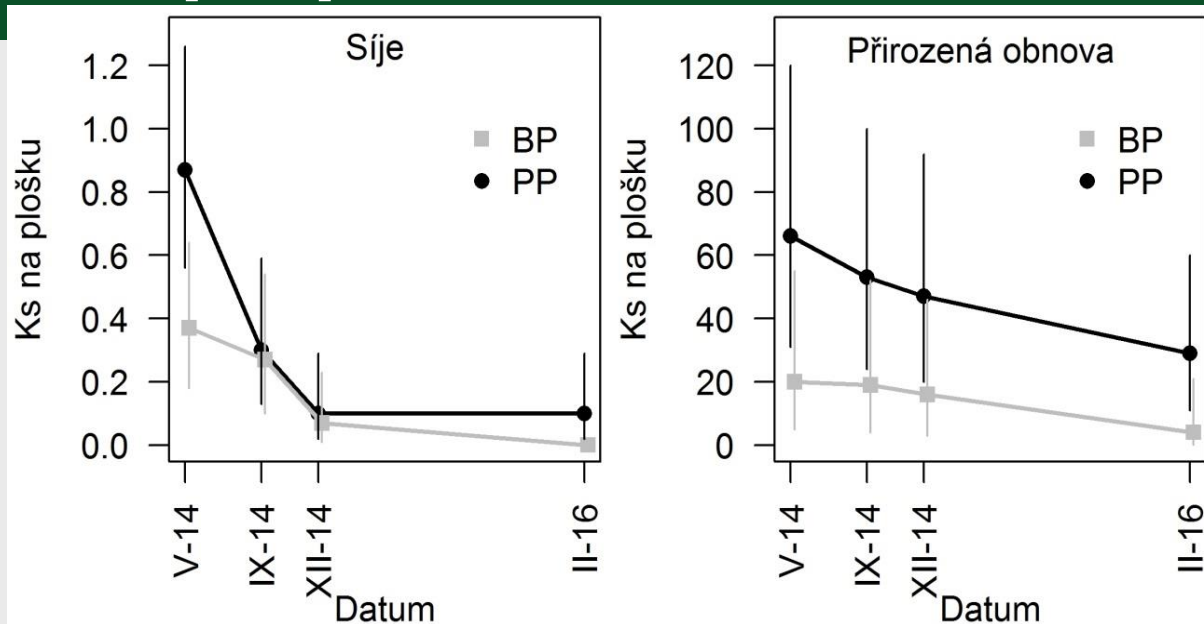 Síje
Ks na plošku
1.2
1.0
0.8
0.6
0.4
0.2
0.0
BP
PP
V-14
IX-14
XII-14
II-16
Datum
Přirozená obnova
Ks na plošku
120
100
80
60
40
20
0
BP
PP
V-14
IX-14
XII-14
II-16
Datum